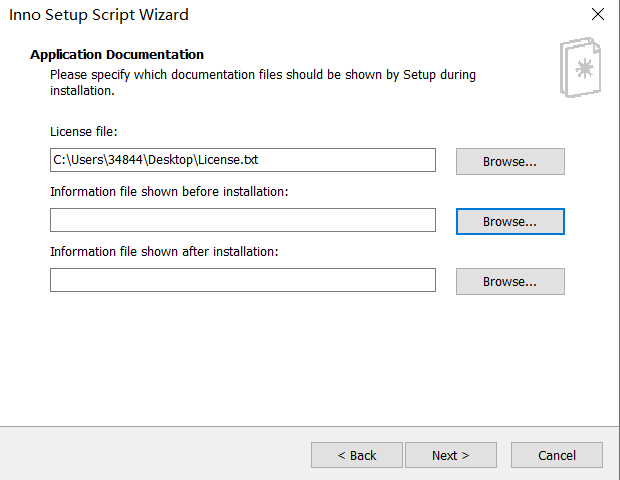 Inno Setup Script Wizard
Application Documentation
Please specify which documentation files should be shown by Setup during
installation.
License file:
C:\Users\34844\Desktop\License.txt
Browse...
Information file shown before installation:
Browse...
Information file shown after installation:
Browse...
< Back
Next >
Cancel